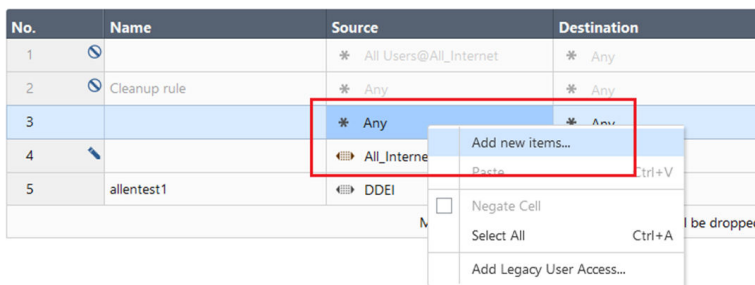 No. Name Source Destination
1 * All Users@All_Internet * Any
2 Cleanup rule * Any * Any
3 * Any * Any
Add new items...
4 All_Interne
Paste Ctrl+V
5 allentest1 DDEI
Negate Cell
l be dropped
Select All Ctrl+A
Add Legacy User Access...